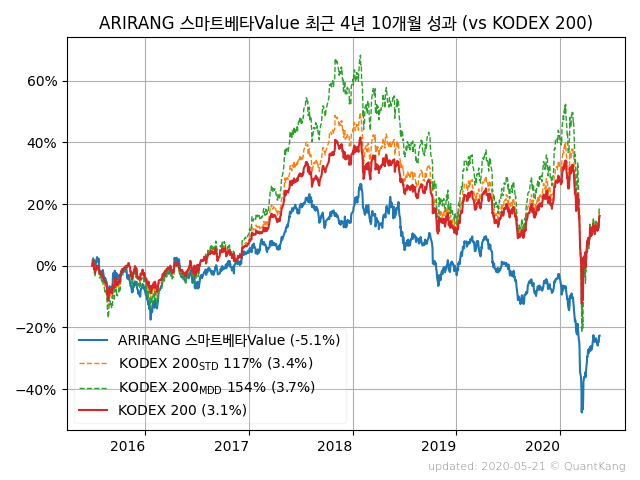 ARIRANG 스마트베타Value 최근 4년 10개월 성과 (vs KODEX 200)
60%
40%
20%
0%
−20%
−40%
ARIRANG 스마트베타Value (-5.1%)
KODEX 200STD 117% (3.4%)
KODEX 200MDD 154% (3.7%)
KODEX 200 (3.1%)
2016 2017 2018 2019 2020
updated: 2020-05-21 © QuantKang